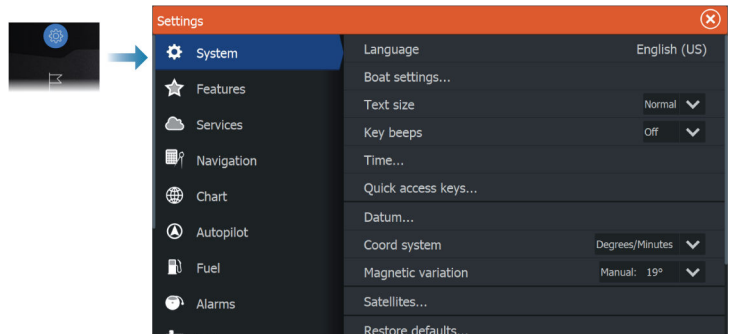 Settings
System
Features
Services
Navigation
Chart
Autopilot
Fuel
Alarms
Language English (US)
Boat settings...
Text size Normal
Key beeps Off
Time...
Quick access keys...
Datum...
Coord system Degrees/Minutes
Magnetic variation Manual: 19°
Satellites...
Restore defaults...